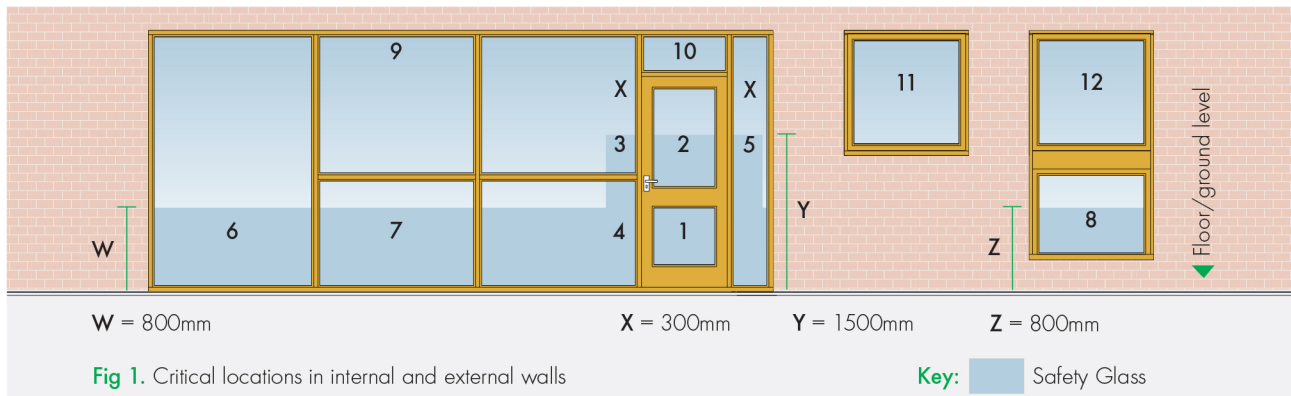 9
10
X
X
11
12
3
2
5
Floor/ground level
Y
8
6
7
4
1
W
Z
W = 800mm
X = 300mm
Y = 1500mm
Z = 800mm
Fig 1. Critical locations in internal and external walls
Key:
Safety Glass